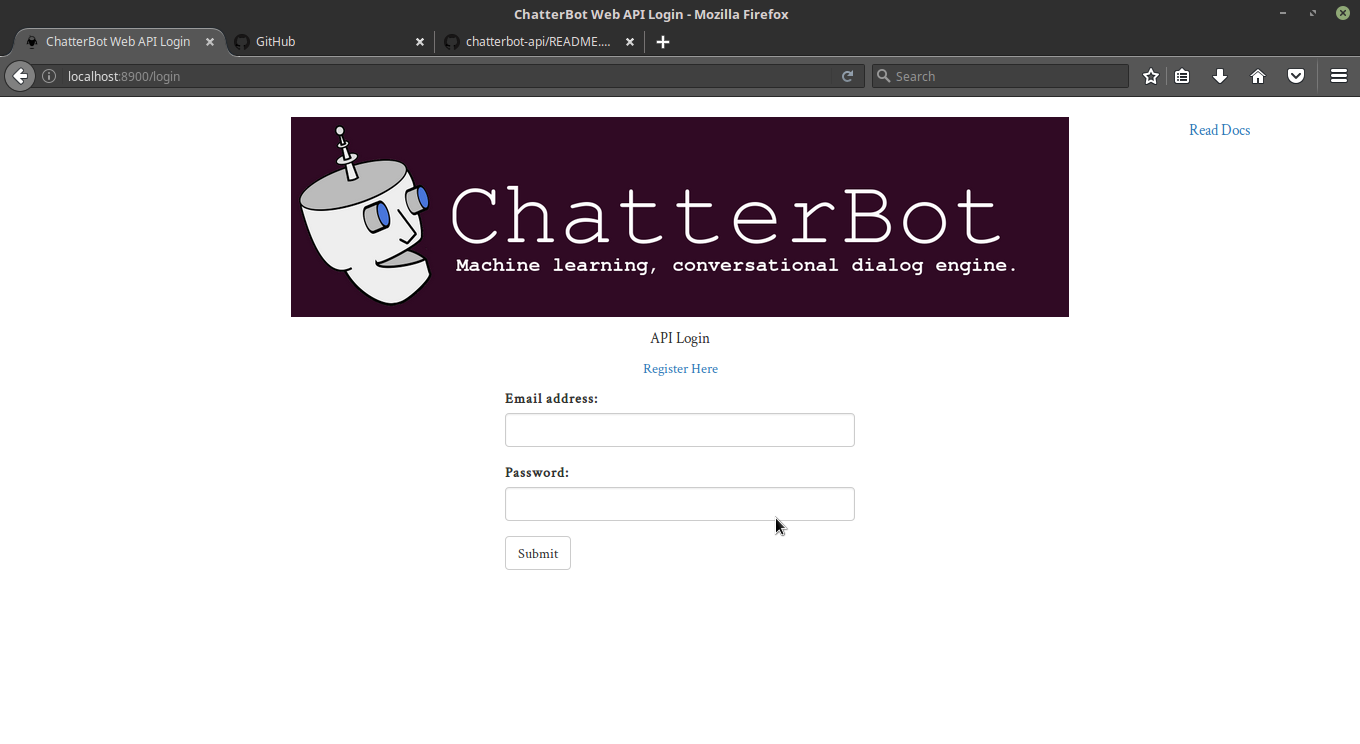 ChatterBot Web API Login - Mozilla Firefox
ChatterBot Web API Login
GitHub
chatterbot-api/README....
localhost:8900/login
Search
Read Docs
ChatterBot
Machine learning, conversational dialog engine.
API Login
Register Here
Email address:
Password:
Submit